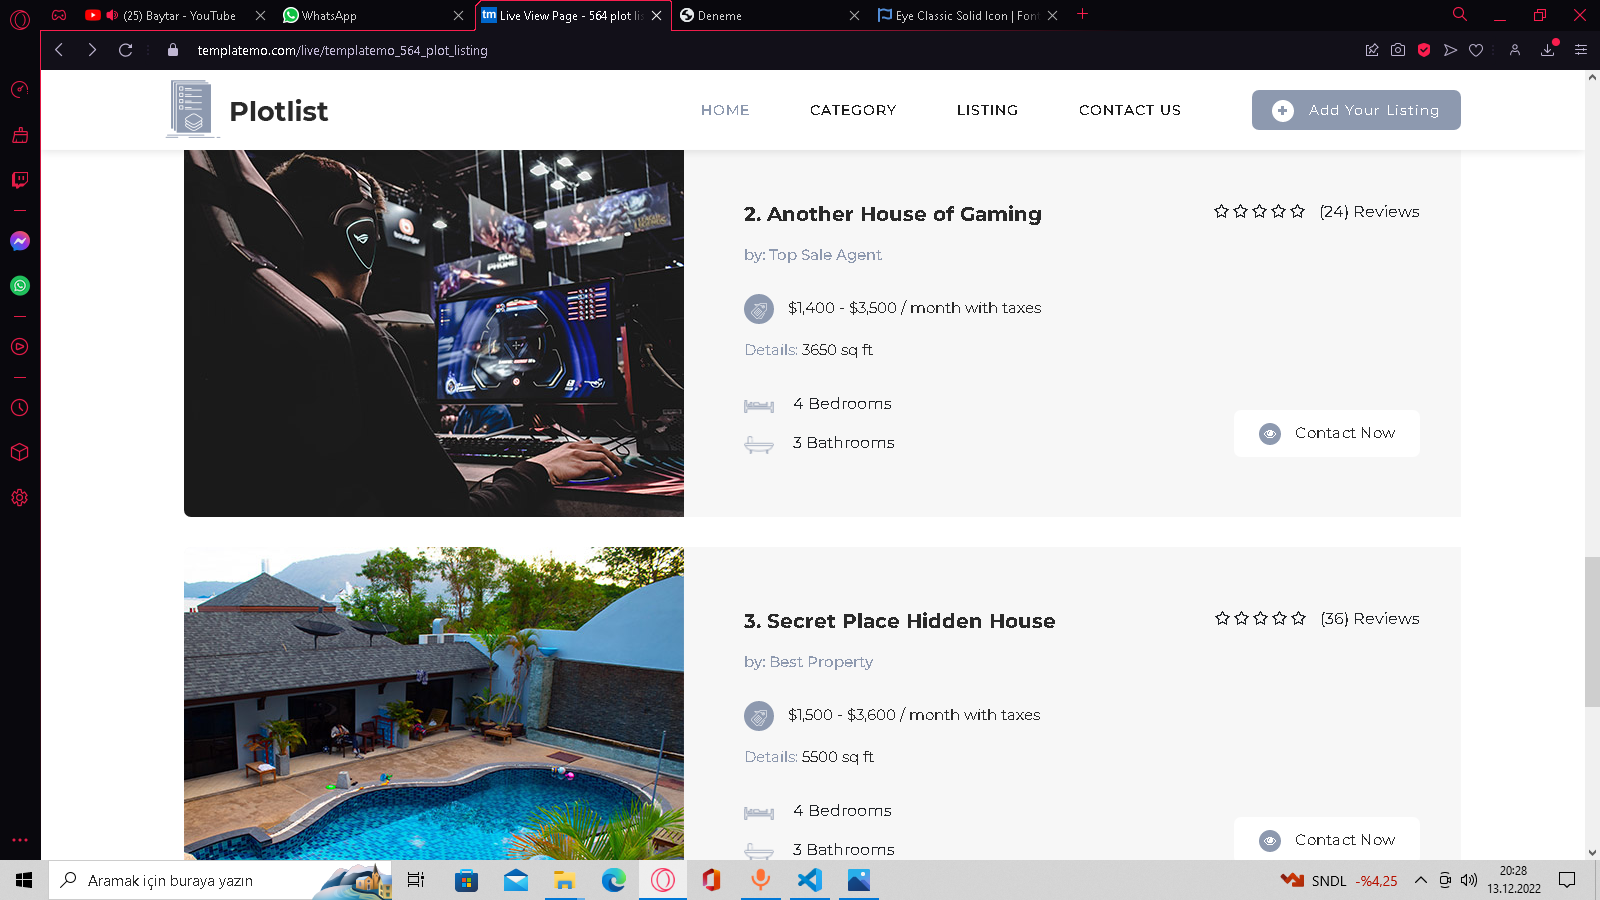 (25) Baytar - YouTube
WhatsApp
Live View Page - 564 plot li
Deneme
Eye Classic Solid Icon | Font
templatemo.com/live/templatemo_564_plot_listing
Plotlist
HOME
CATEGORY
LISTING
CONTACT US
Add Your Listing
2. Another House of Gaming
(24) Reviews
by: Top Sale Agent
$1,400 - $3,500 / month with taxes
Details: 3650 sq ft
4 Bedrooms
3 Bathrooms
Contact Now
3. Secret Place Hidden House
(36) Reviews
by: Best Property
$1,500 - $3,600 / month with taxes
Details: 5500 sq ft
4 Bedrooms
3 Bathrooms
Contact Now
Aramak için buraya yazın
SNDL -%4,25
20:28
13.12.2022